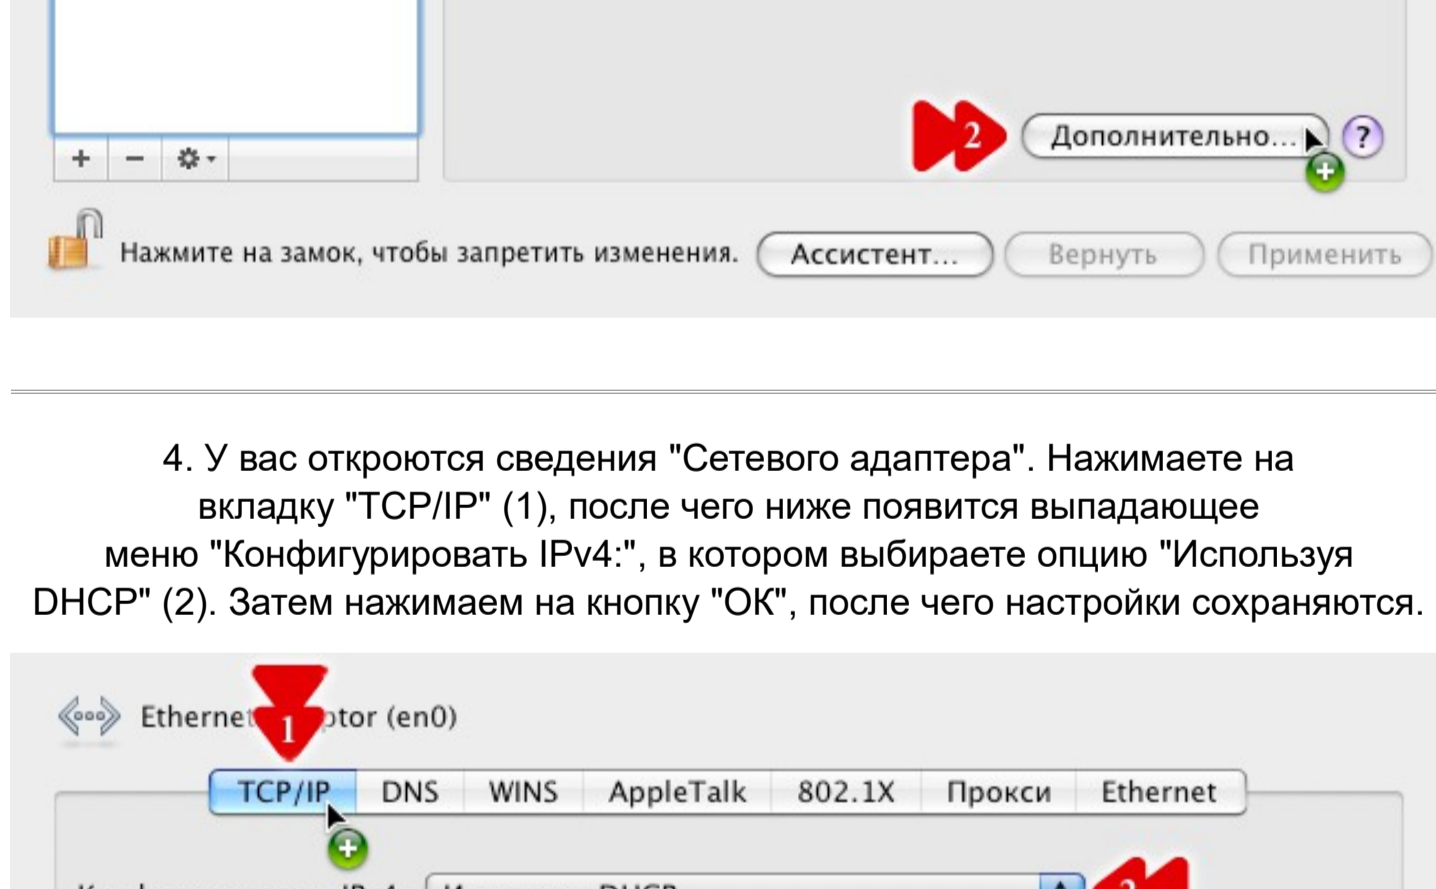 2
Дополнительно...
?
Нажмите на замок, чтобы запретить изменения.
Ассистент...
Вернуть
Применить
4. У вас откроются сведения "Сетевого адаптера". Нажимаете на
вкладку "TCP/IP" (1), после чего ниже появится выпадающее
меню "Конфигурировать IPv4:", в котором выбираете опцию "Используя
DHCP" (2). Затем нажимаем на кнопку "ОК", после чего настройки сохраняются.
1
Etherne ptor (en0)
TCP/IP
DNS
WINS
AppleTalk
802.1X
Прокси
Ethernet
DHCP